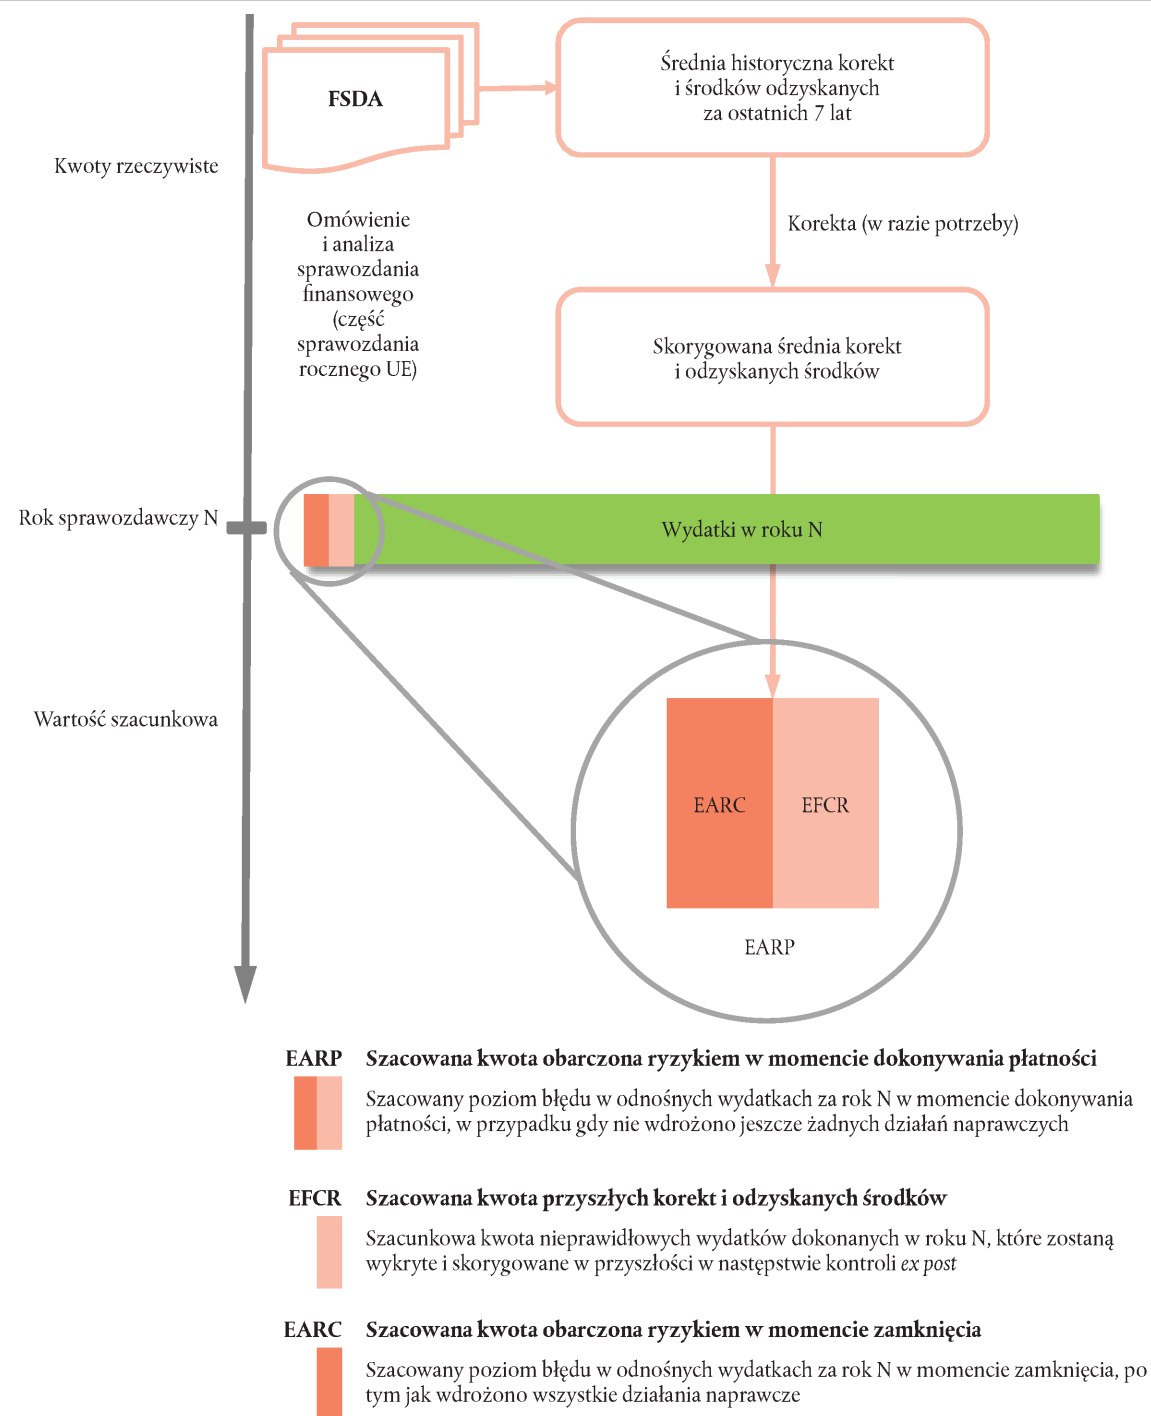 FSDA
Średnia historyczna korekt
i środków odzyskanych
za ostatnich 7 lat
Kwoty rzeczywiste
Omówienie
i analiza
sprawozdania
finansowego
(część
sprawozdania
rocznego UE)
Korekta (w razie potrzeby)
Skorygowana średnia korekt
i odzyskanych środków
Rok sprawozdawczy N
Wydatki w roku N
Wartość szacunkowa
EARC
EFCR
EARP
EARP Szacowana kwota obarczona ryzykiem w momencie dokonywania płatności
Szacowany poziom błędu w odnośnych wydatkach za rok N w momencie dokonywania
płatności, w przypadku gdy nie wdrożono jeszcze żadnych działań naprawczych
EFCR Szacowana kwota przyszłych korekt i odzyskanych środków
Szacunkowa kwota nieprawidłowych wydatków dokonanych w roku N, które zostaną
wykryte i skorygowane w przyszłości w następstwie kontroli ex post
EARC Szacowana kwota obarczona ryzykiem w momencie zamknięcia
Szacowany poziom błędu w odnośnych wydatkach za rok N w momencie zamknięcia, po
tym jak wdrożono wszystkie działania naprawcze